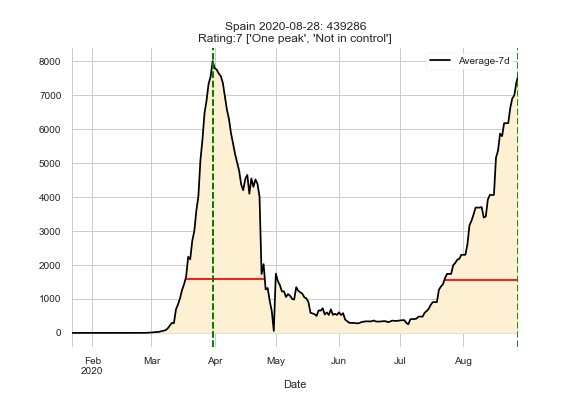 Spain 2020-08-28: 439286
Rating:7 ['One peak', 'Not in control']
Average-7d
8000
7000
6000
5000
4000
3000
2000
1000
0
Feb Mar Apr May Jun Jul Aug
2020
Date